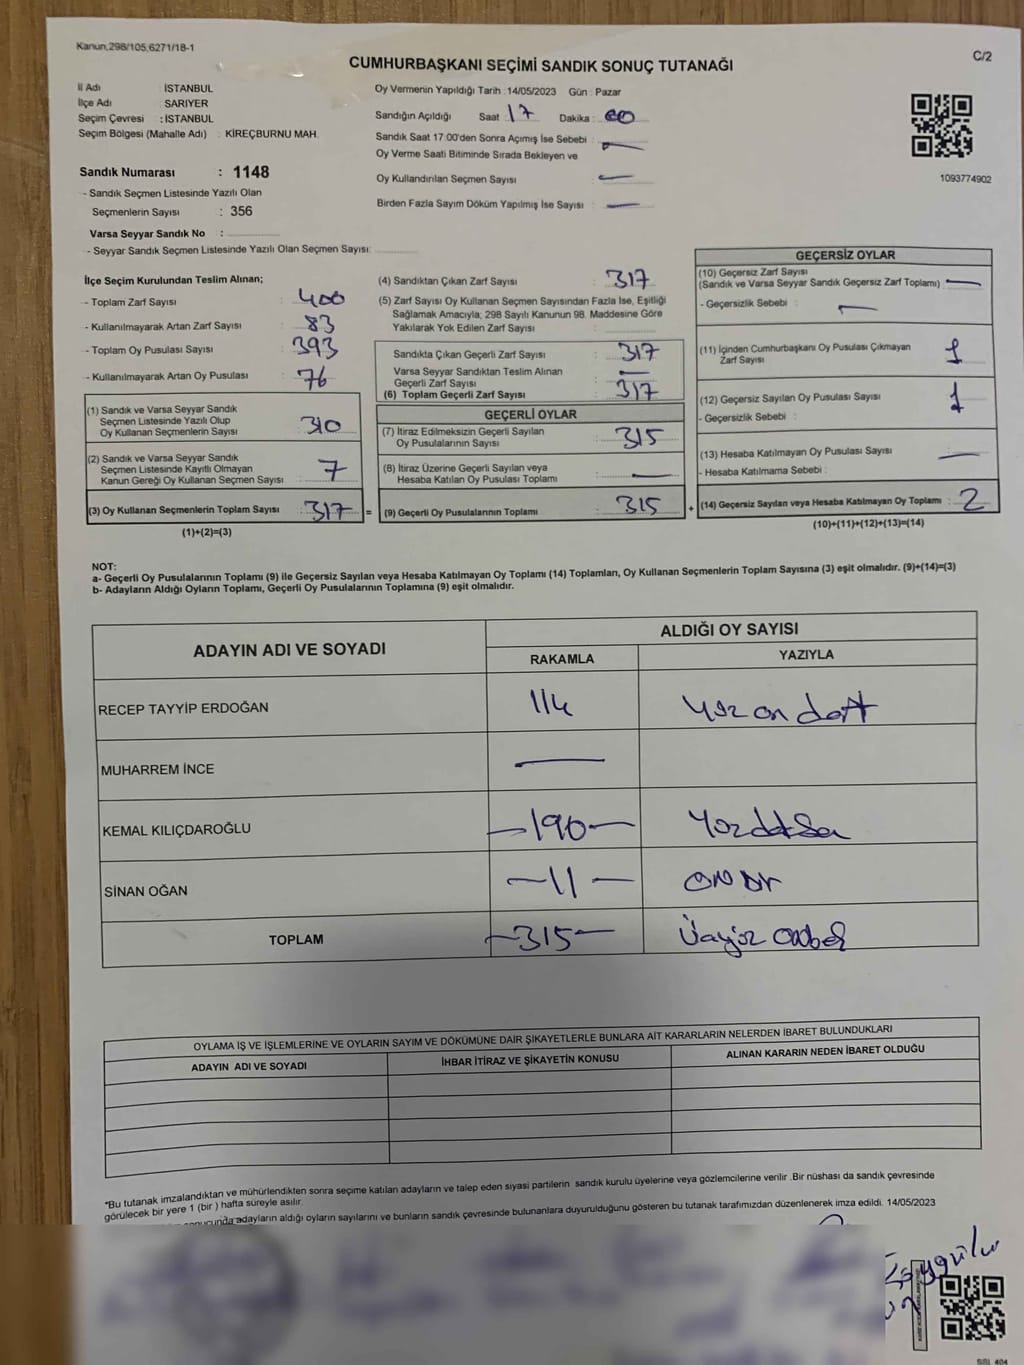 Kanun,298/105,6271/18-1
C/2
CUMHURBAŞKANI SEÇİMİ SANDIK SONUÇ TUTANAĞI
İl Adı : İSTANBUL
İlçe Adı : SARIYER
Seçim Çevresi : İSTANBUL
Seçim Bölgesi (Mahalle Adı) : KİREÇBURNU MAH.
Sandık Numarası : 1148
- Sandık Seçmen Listesinde Yazılı Olan
Seçmenlerin Sayısı : 356
Varsa Seyyar Sandık No :
- Seyyar Sandık Seçmen Listesinde Yazılı Olan Seçmen Sayısı:
Oy Vermenin Yapıldığı Tarih : 14/05/2023 Gün : Pazar
Sandığın Açıldığı Saat : 17 Dakika : 00
Sandık Saat 17:00'den Sonra Açımış İse Sebebi : —
Oy Verme Saati Bitiminde Sırada Bekleyen ve
Oy Kullandırılan Seçmen Sayısı : —
Birden Fazla Sayım Döküm Yapılmış İse Sayısı : —
1093774902
İlçe Seçim Kurulundan Teslim Alınan;
- Toplam Zarf Sayısı : 400
- Kullanılmayarak Artan Zarf Sayısı : 83
- Toplam Oy Pusulası Sayısı : 393
- Kullanılmayarak Artan Oy Pusulası : 76
(1) Sandık ve Varsa Seyyar Sandık
Seçmen Listesinde Yazılı Olup
Oy Kullanan Seçmenlerin Sayısı : 310
(2) Sandık ve Varsa Seyyar Sandık
Seçmen Listesinde Kayıtlı Olmayan
Kanun Gereği Oy Kullanan Seçmen Sayısı : 7
(3) Oy Kullanan Seçmenlerin Toplam Sayısı : 317 =
(1)+(2)=(3)
(4) Sandıktan Çıkan Zarf Sayısı : 317
(5) Zarf Sayısı Oy Kullanan Seçmen Sayısından Fazla İse, Eşitliği
Sağlamak Amacıyla; 298 Sayılı Kanunun 98. Maddesine Göre
Yakılarak Yok Edilen Zarf Sayısı :
Sandıkta Çıkan Geçerli Zarf Sayısı : 317
Varsa Seyyar Sandıktan Teslim Alınan
Geçerli Zarf Sayısı : —
(6) Toplam Geçerli Zarf Sayısı : 317
GEÇERLİ OYLAR
(7) İtiraz Edilmeksizin Geçerli Sayılan
Oy Pusulalarının Sayısı : 315
(8) İtiraz Üzerine Geçerli Sayılan veya
Hesaba Katılan Oy Pusulası Toplamı : —
(9) Geçerli Oy Pusulalarının Toplamı : 315 +
GEÇERSİZ OYLAR
(10) Geçersiz Zarf Sayısı
(Sandık ve Varsa Seyyar Sandık Geçersiz Zarf Toplamı) : —
- Geçersizlik Sebebi : —
(11) İçinden Cumhurbaşkanı Oy Pusulası Çıkmayan
Zarf Sayısı : 1
(12) Geçersiz Sayılan Oy Pusulası Sayısı : 1
- Geçersizlik Sebebi :
(13) Hesaba Katılmayan Oy Pusulası Sayısı : —
- Hesaba Katılmama Sebebi :
(14) Geçersiz Sayılan veya Hesaba Katılmayan Oy Toplamı : 2
(10)+(11)+(12)+(13)=(14)
NOT:
a- Geçerli Oy Pusulalarının Toplamı (9) ile Geçersiz Sayılan veya Hesaba Katılmayan Oy Toplamı (14) Toplamları, Oy Kullanan Seçmenlerin Toplam Sayısına (3) eşit olmalıdır. (9)+(14)=(3)
b- Adayların Aldığı Oyların Toplamı, Geçerli Oy Pusulalarının Toplamına (9) eşit olmalıdır.
ADAYIN ADI VE SOYADI
ALDIĞI OY SAYISI
RAKAMLA YAZIYLA
RECEP TAYYİP ERDOĞAN 114 yüz on dört
MUHARREM İNCE —
KEMAL KILIÇDAROĞLU —190— Yüz doksan
SİNAN OĞAN —11— on bir
TOPLAM —315— Üçyüz onbeş
OYLAMA İŞ VE İŞLEMLERİNE VE OYLARIN SAYIM VE DÖKÜMÜNE DAİR ŞİKAYETLERLE BUNLARA AİT KARARLARIN NELERDEN İBARET BULUNDUKLARI
ADAYIN ADI VE SOYADI İHBAR İTİRAZ VE ŞİKAYETİN KONUSU ALINAN KARARIN NEDEN İBARET OLDUĞU
*Bu tutanak imzalandıktan ve mühürlendikten sonra seçime katılan adayların ve talep eden siyasi partilerin sandık kurulu üyelerine veya gözlemcilerine verilir .Bir nüshası da sandık çevresinde
görülecek bir yere 1 (bir ) hafta süreyle asılır.
adayların aldığı oyların sayılarını ve bunların sandık çevresinde bulunanlara duyurulduğunu gösteren bu tutanak tarafımızdan düzenlenerek imza edildi. 14/05/2023